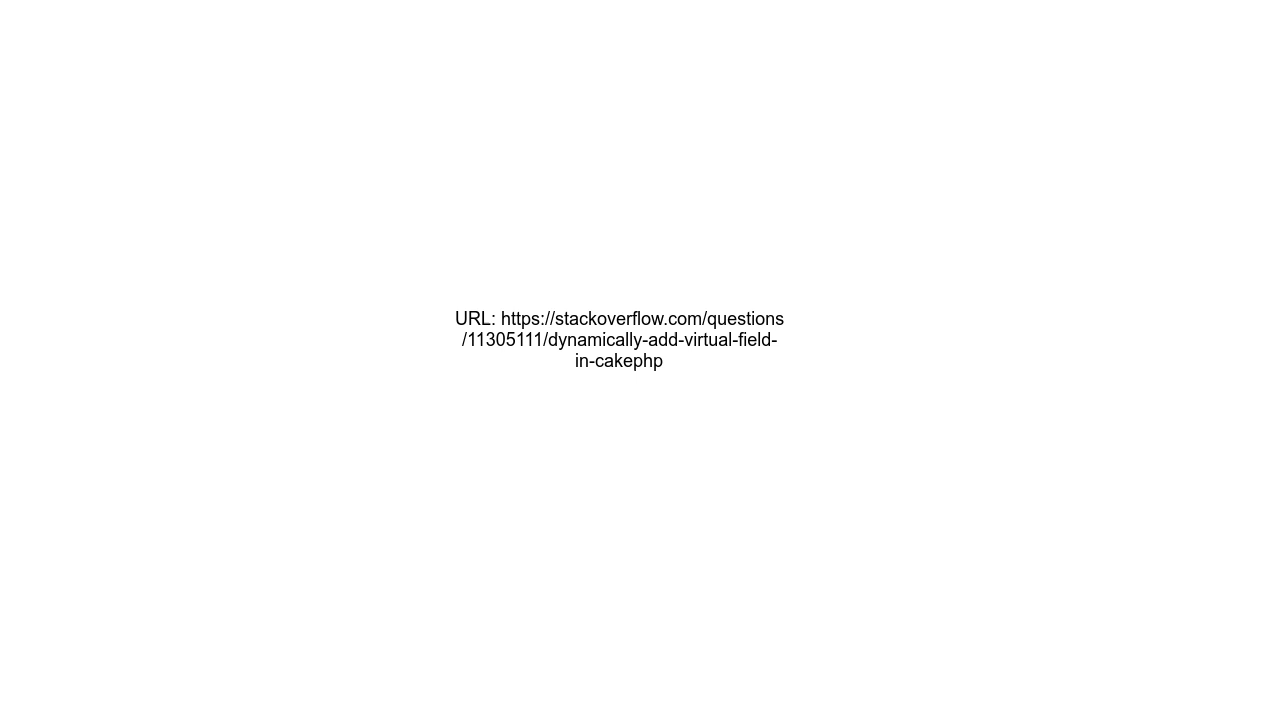 URL: https://stackoverflow.com/questions
/11305111/dynamically-add-virtual-field-
in-cakephp